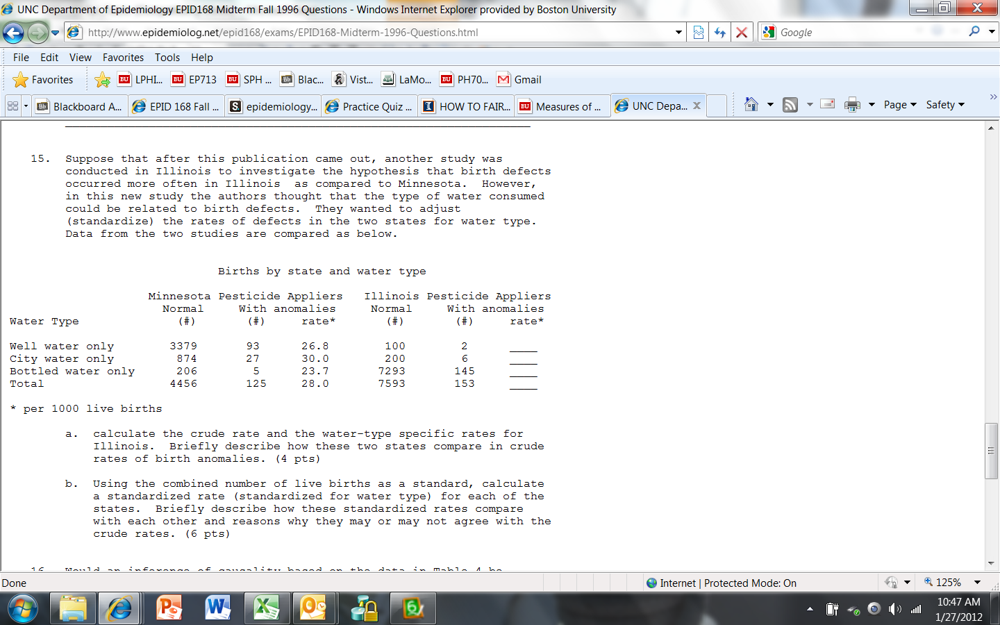 UNC Department of Epidemiology EPID168 Midterm Fall 1996 Questions - Windows Internet Explorer provided by Boston University
http://www.epidemiolog.net/epid168/exams/EPID168-Midterm-1996-Questions.html
Google
File Edit View Favorites Tools Help
Favorites BU LPHI... BU EP713 BU SPH ... Bb Blac... Vist... LaMo... BU PH70... Gmail
Bb Blackboard A... EPID 168 Fall ... S epidemiology... Practice Quiz ... I HOW TO FAIR... BU Measures of ... UNC Depa... X Page Safety »
15. Suppose that after this publication came out, another study was
conducted in Illinois to investigate the hypothesis that birth defects
occurred more often in Illinois as compared to Minnesota. However,
in this new study the authors thought that the type of water consumed
could be related to birth defects. They wanted to adjust
(standardize) the rates of defects in the two states for water type.
Data from the two studies are compared as below.
Births by state and water type
Minnesota Pesticide Appliers Illinois Pesticide Appliers
Normal With anomalies Normal With anomalies
Water Type (#) (#) rate* (#) (#) rate*
Well water only 3379 93 26.8 100 2 ____
City water only 874 27 30.0 200 6 ____
Bottled water only 206 5 23.7 7293 145 ____
Total 4456 125 28.0 7593 153 ____
* per 1000 live births
a. calculate the crude rate and the water-type specific rates for
Illinois. Briefly describe how these two states compare in crude
rates of birth anomalies. (4 pts)
b. Using the combined number of live births as a standard, calculate
a standardized rate (standardized for water type) for each of the
states. Briefly describe how these standardized rates compare
with each other and reasons why they may or may not agree with the
crude rates. (6 pts)
Done
Internet | Protected Mode: On
125%
10:47 AM
1/27/2012